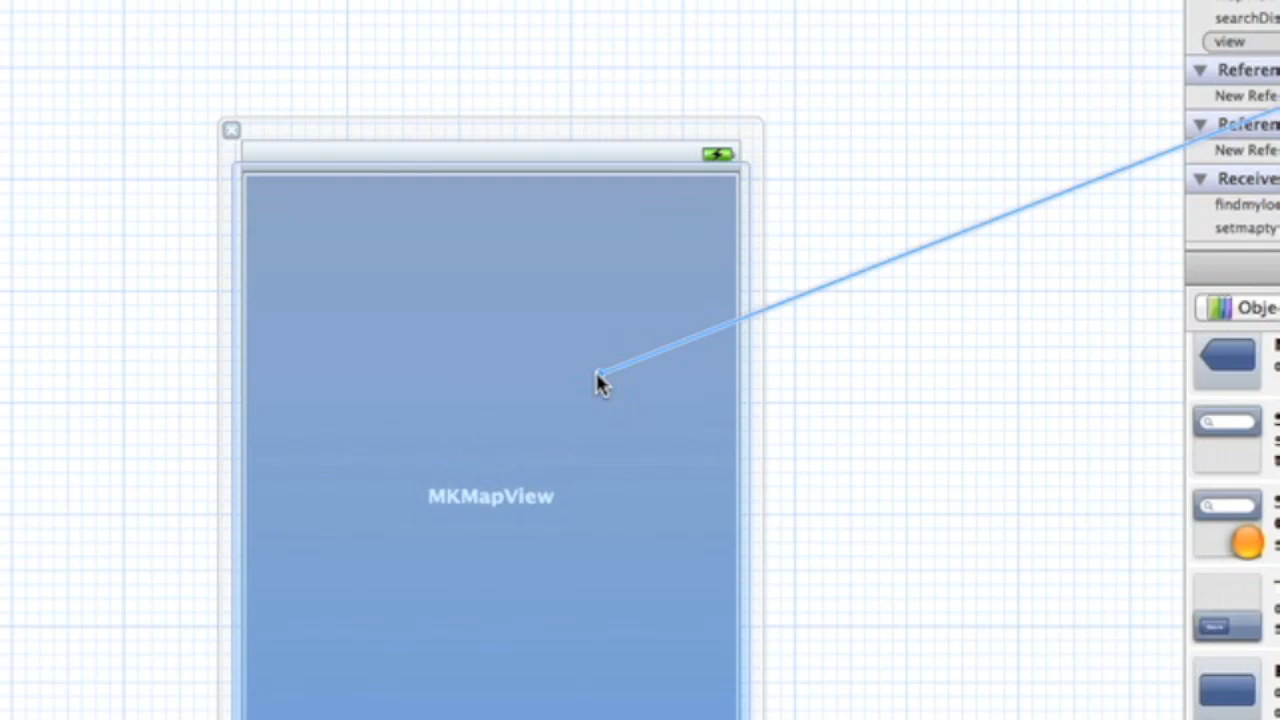 searchDis
view
Referen
New Refe
Referen
New Refe
Receive
findmyloc
setmapty
Obje
MKMapView